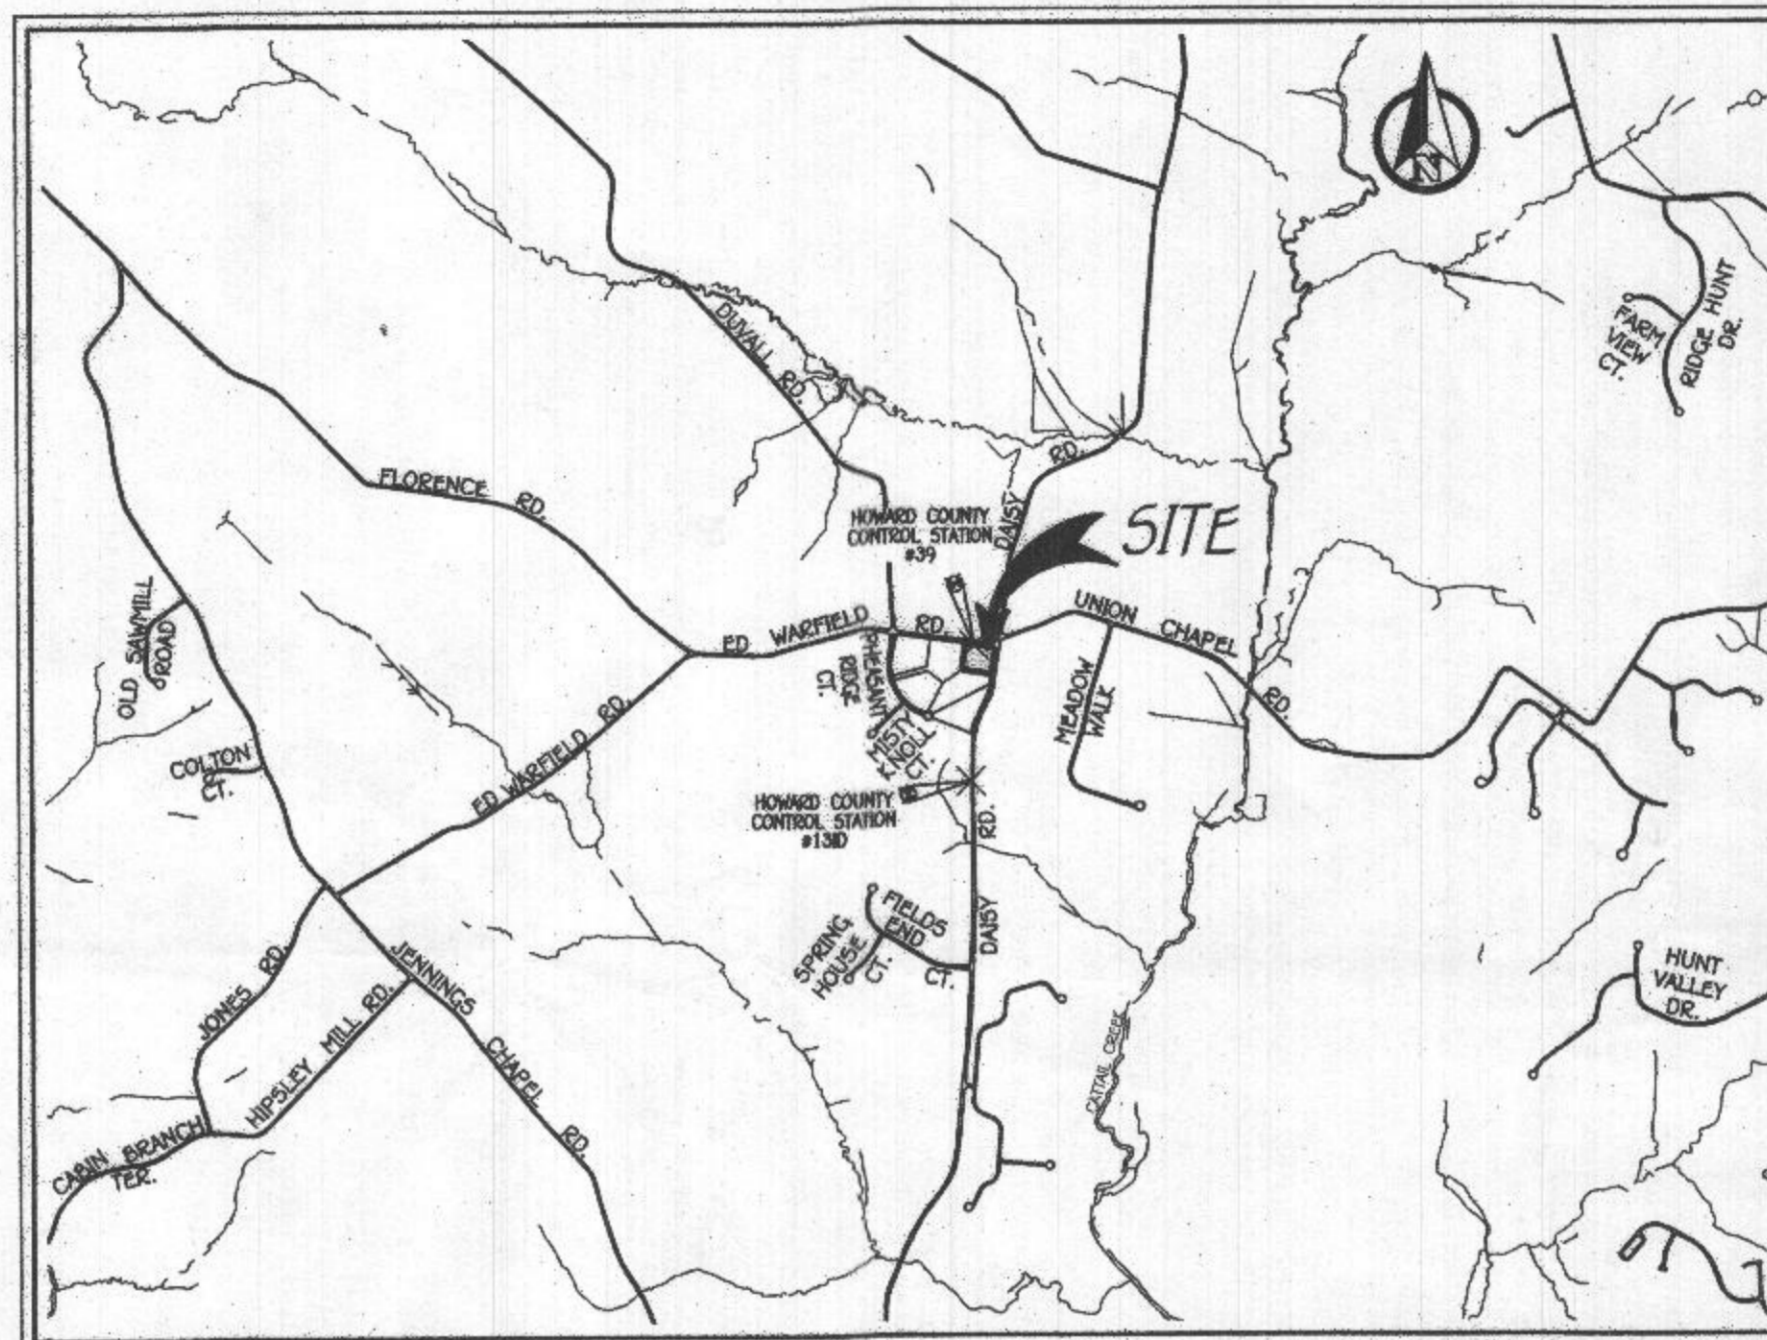 N
DUVALL RD.
FARM
VIEW
CT.
RIDGE HUNT
DR.
FLORENCE RD.
HOWARD COUNTY
CONTROL STATION
#39
DAISY RD.
SITE
OLD SAWMILL
ROAD
ED WARFIELD RD.
UNION CHAPEL RD.
PHEASANT
RIDGE
CT.
MISTY
KNOLL
CT.
MEADOW
WALK
COLTON
CT.
ED WARFIELD RD.
HOWARD COUNTY
CONTROL STATION
DAISY RD.
FIELDS
END
CT.
SPRING
HOUSE
CT.
HUNT
VALLEY
DR.
JONES RD.
JENNINGS CHAPEL RD.
HIPSLEY MILL RD.
CATTAIL CREEK
CABIN BRANCH
TER.